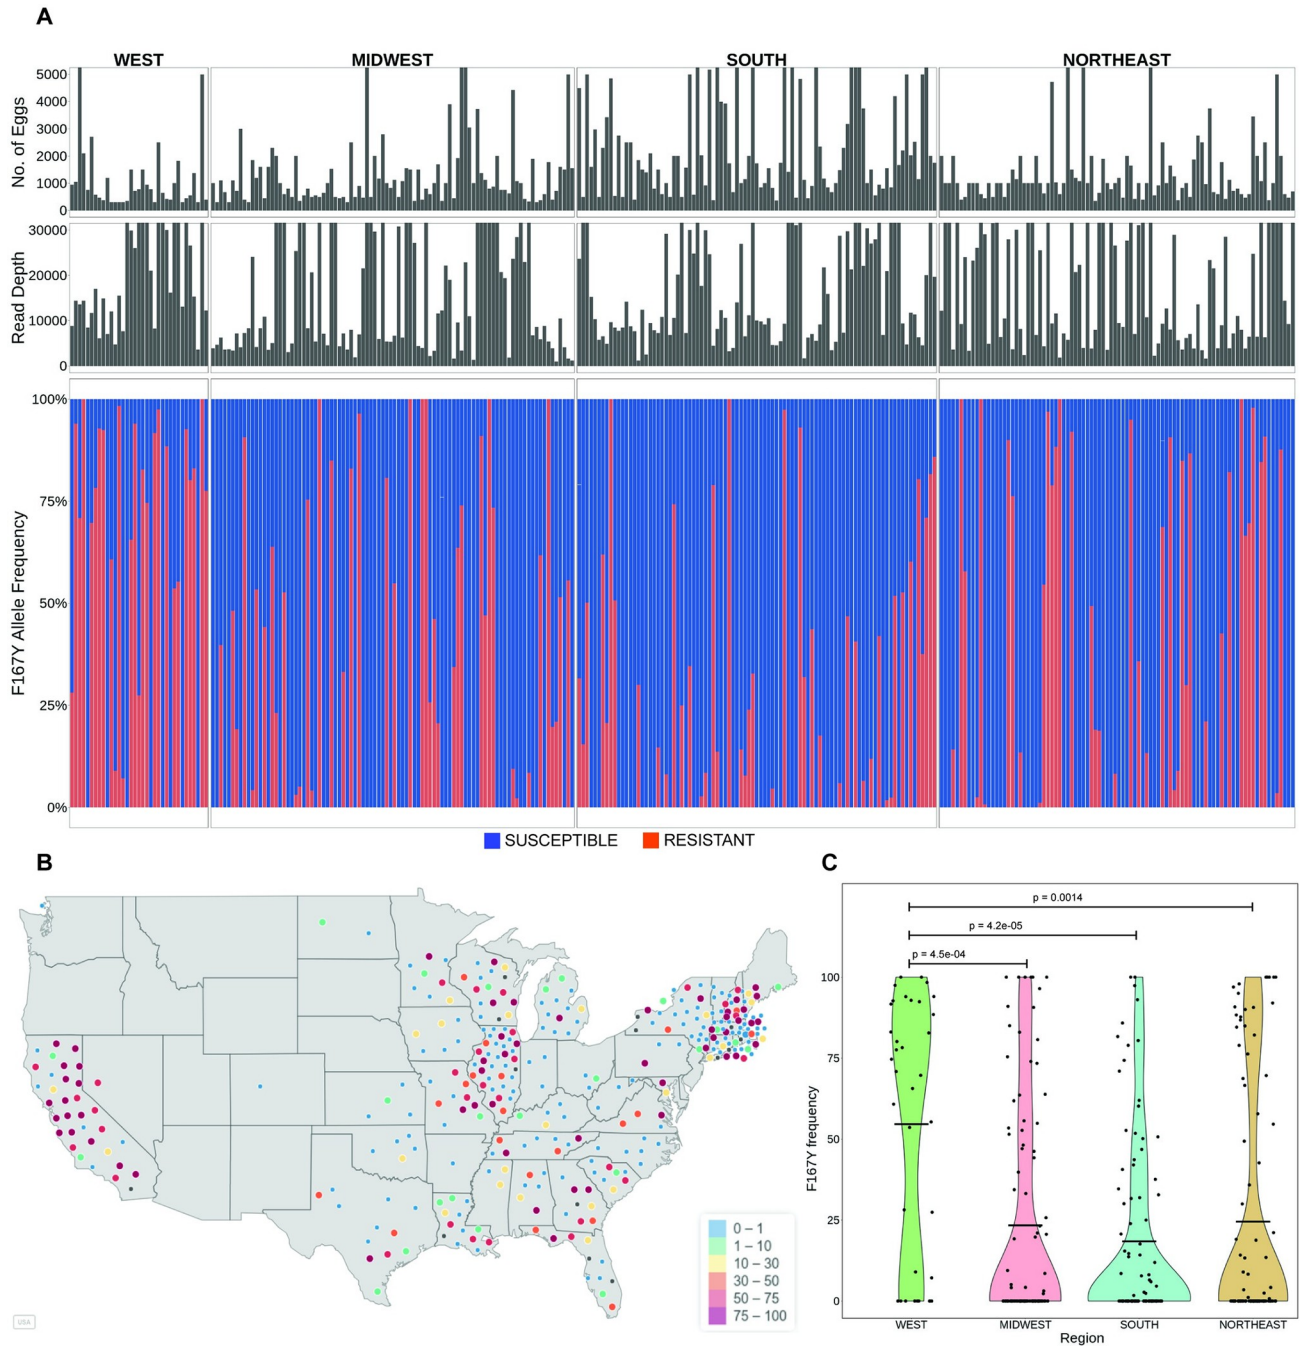 A
WEST MIDWEST SOUTH NORTHEAST
No. of Eggs
5000
4000
3000
2000
1000
0
Read Depth
30000
20000
10000
0
F167Y Allele Frequency
100%
75%
50%
25%
0%
SUSCEPTIBLE RESISTANT
B
0 – 1
1 – 10
10 – 30
30 – 50
50 – 75
75 – 100
USA
C
p = 0.0014
p = 4.2e-05
p = 4.5e-04
F167Y frequency
100
75
50
25
0
WEST MIDWEST SOUTH NORTHEAST
Region